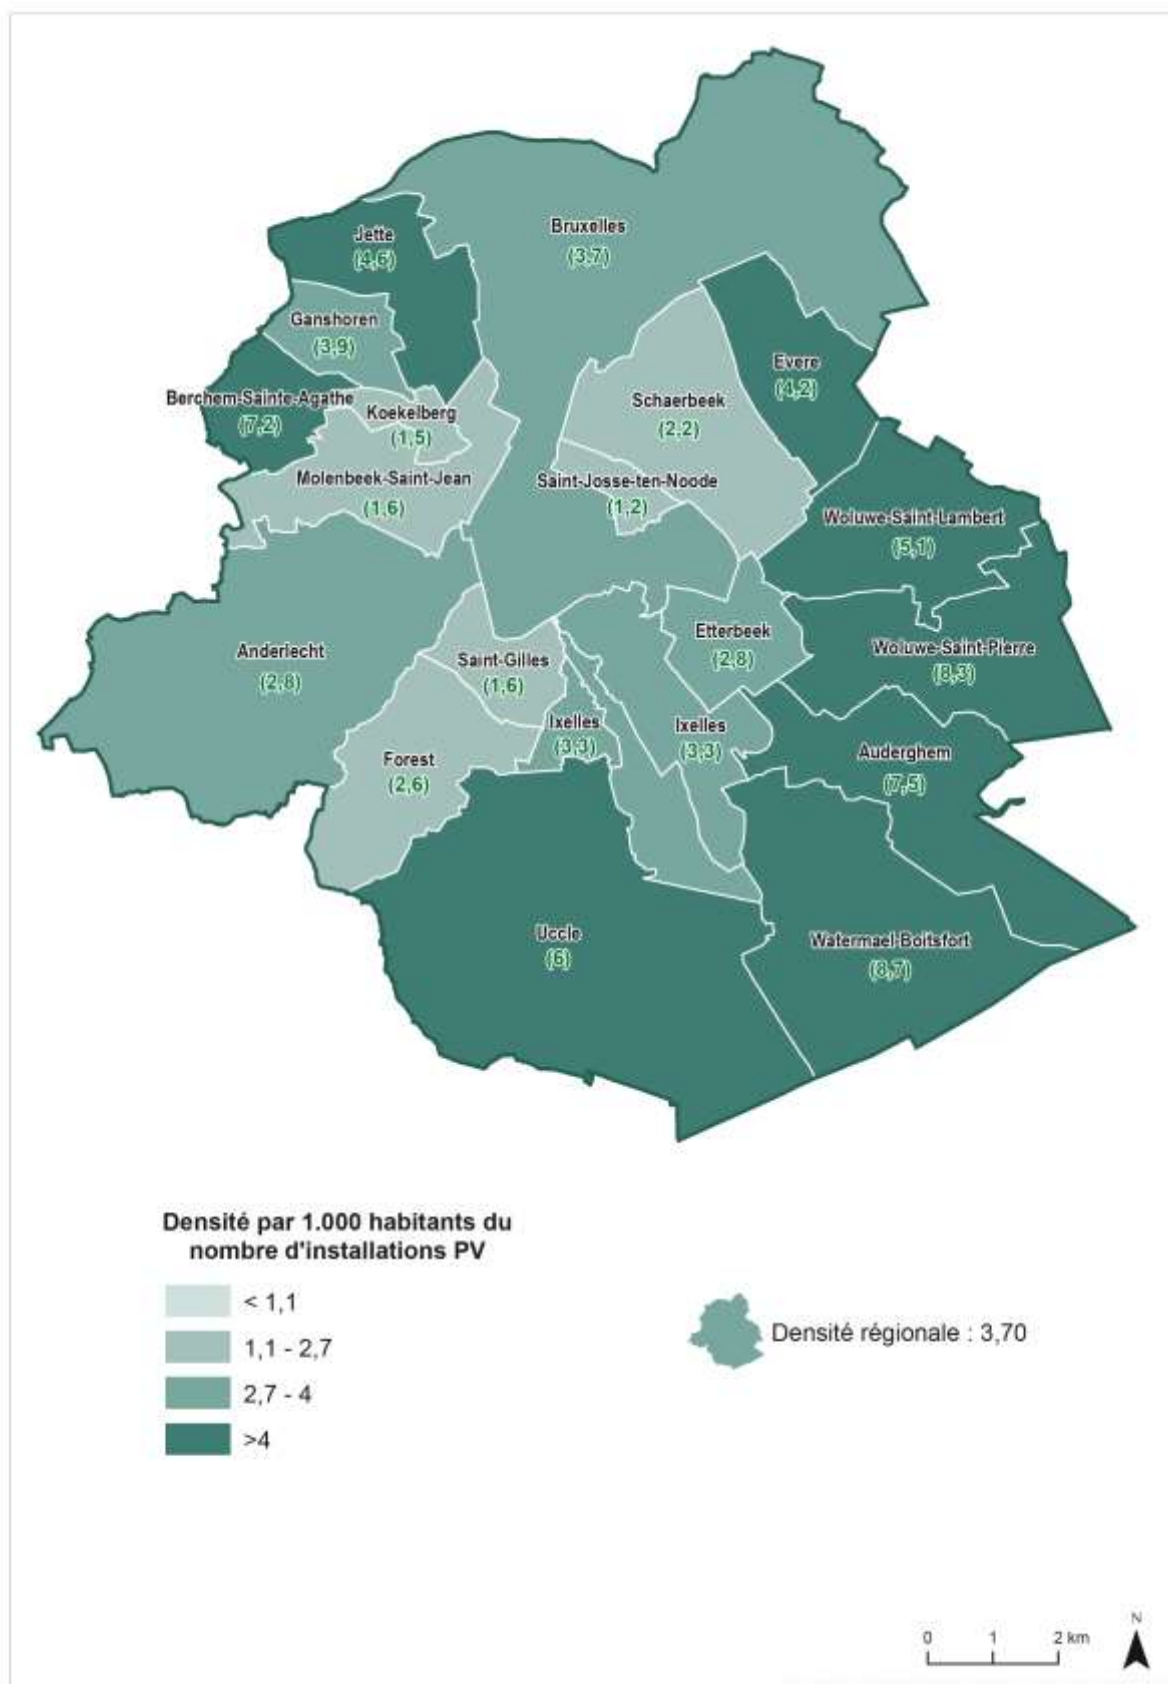 Bruxelles
(3,7)
Jette
(4,6)
Ganshoren
(3,9)
Evere
(4,2)
Berchem-Sainte-Agathe
(7,2)
Koekelberg
(1,5)
Schaerbeek
(2,2)
Molenbeek-Saint-Jean
(1,6)
Saint-Josse-ten-Noode
(1,2)
Woluwe-Saint-Lambert
(5,1)
Etterbeek
(2,8)
Woluwe-Saint-Pierre
(8,3)
Anderlecht
(2,8)
Saint-Gilles
(1,6)
Ixelles
(3,3)
Ixelles
(3,3)
Forest
(2,6)
Auderghem
(7,5)
Uccle
(6)
Watermael-Boitsfort
(8,7)
Densité par 1.000 habitants du
nombre d'installations PV
< 1,1
1,1 - 2,7
2,7 - 4
>4
Densité régionale : 3,70
0 1 2 km
N